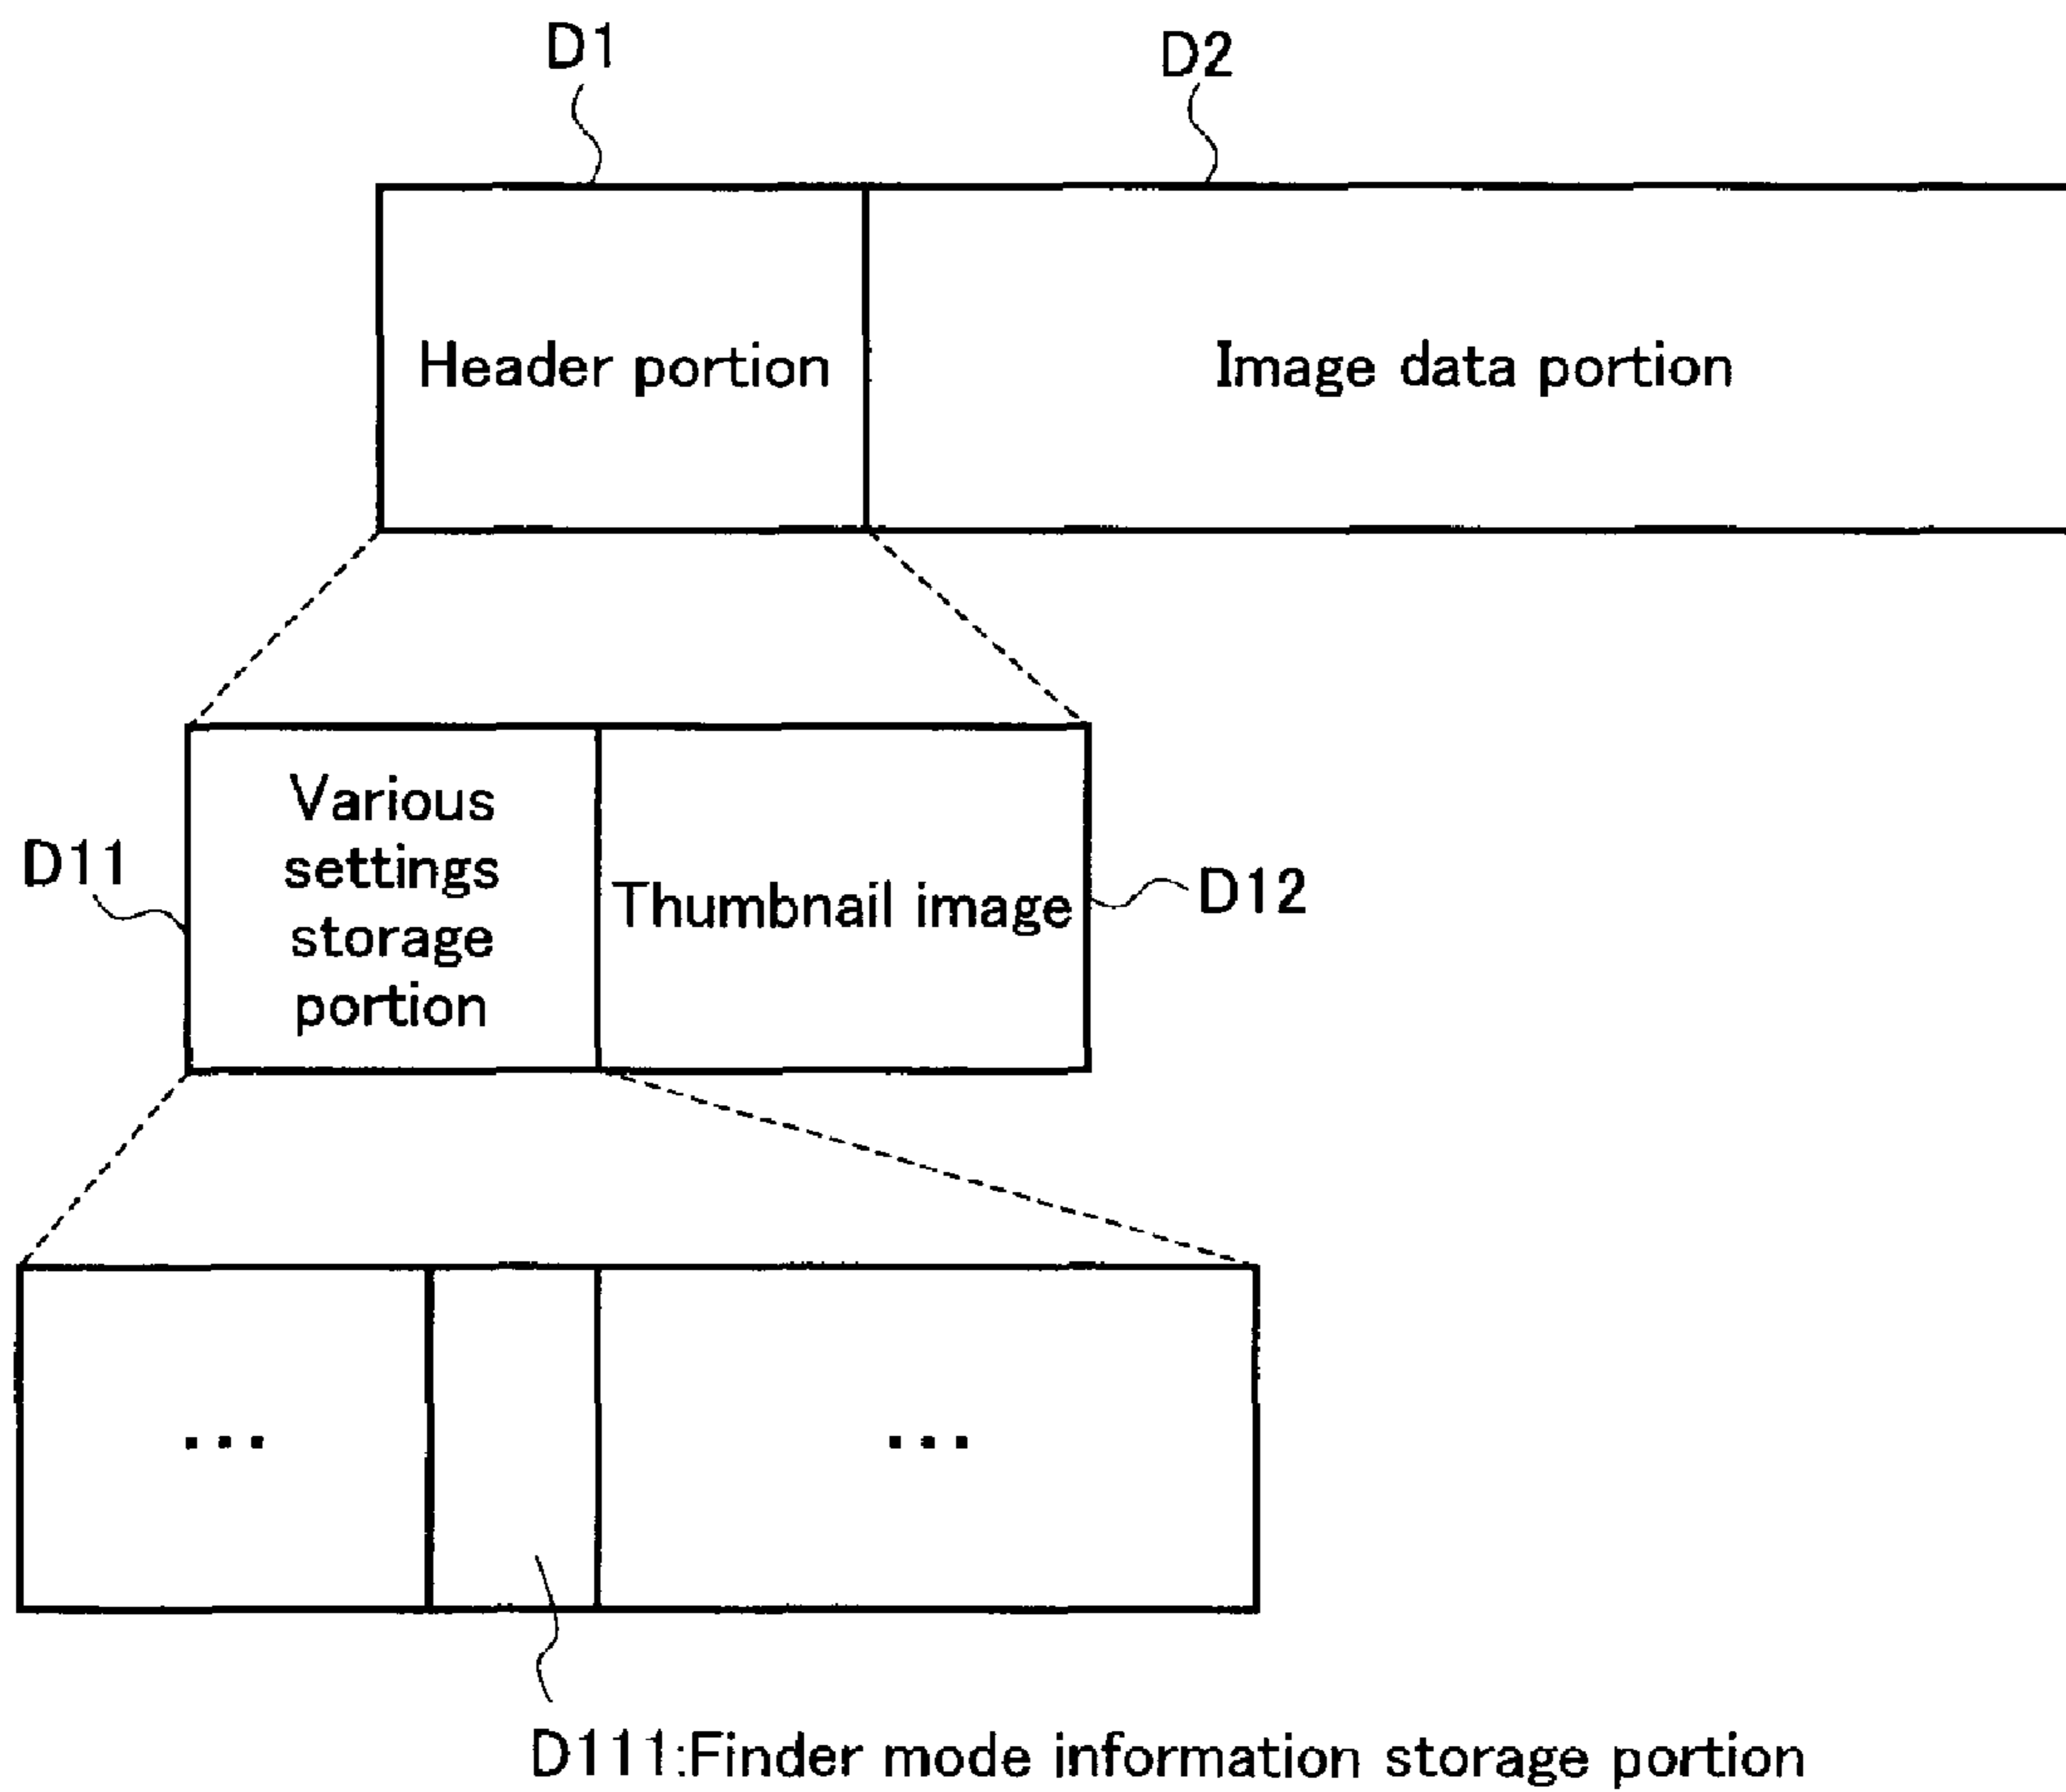 D1
D2
Header portion
Image data portion
Various
settings
storage
portion
D11
Thumbnail image
D12
...
...
D111:Finder mode information storage portion